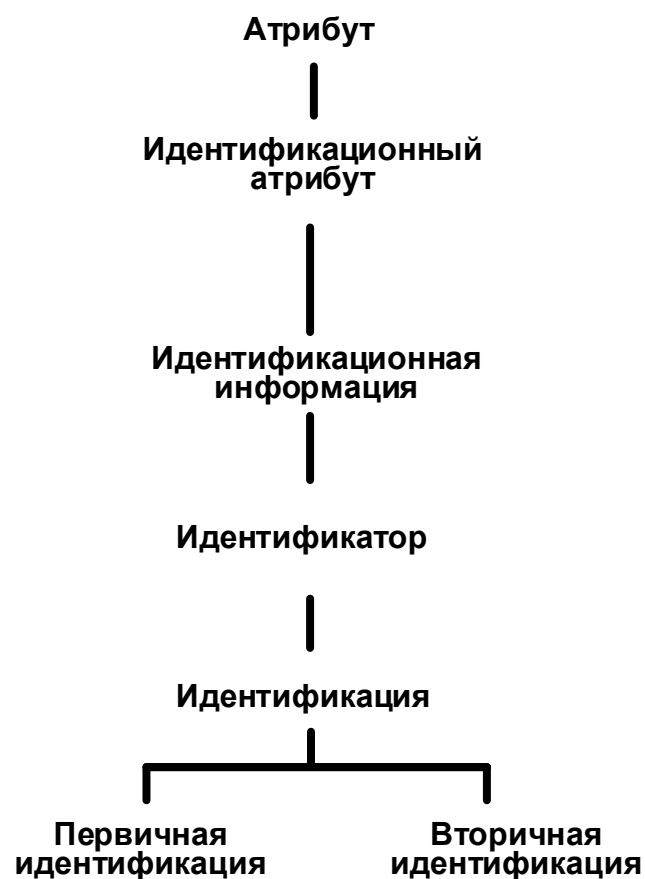 Атрибут
Идентификационный
атрибут
Идентификационная
информация
Идентификатор
Идентификация
Первичная
идентификация
Вторичная
идентификация